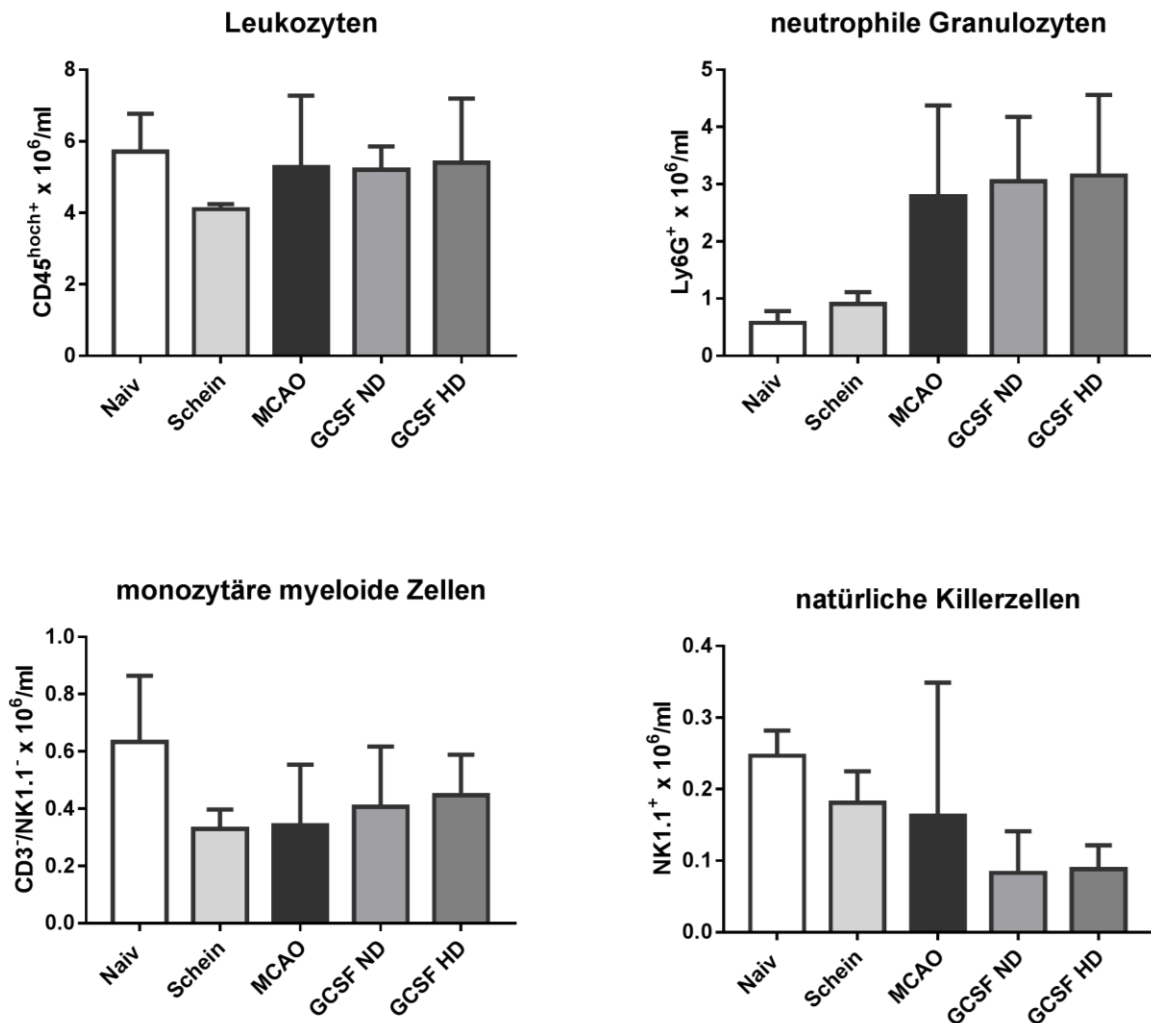 Leukozyten
CD45hoch+ x 10⁶/ml
8
6
4
2
0
Naiv
Schein
MCAO
GCSF ND
GCSF HD
neutrophile Granulozyten
Ly6G⁺ x 10⁶/ml
5
4
3
2
1
0
Naiv
Schein
MCAO
GCSF ND
GCSF HD
monozytäre myeloide Zellen
CD3⁻/NK1.1⁻ x 10⁶/ml
1.0
0.8
0.6
0.4
0.2
0.0
Naiv
Schein
MCAO
GCSF ND
GCSF HD
natürliche Killerzellen
NK1.1⁺ x 10⁶/ml
0.4
0.3
0.2
0.1
0.0
Naiv
Schein
MCAO
GCSF ND
GCSF HD